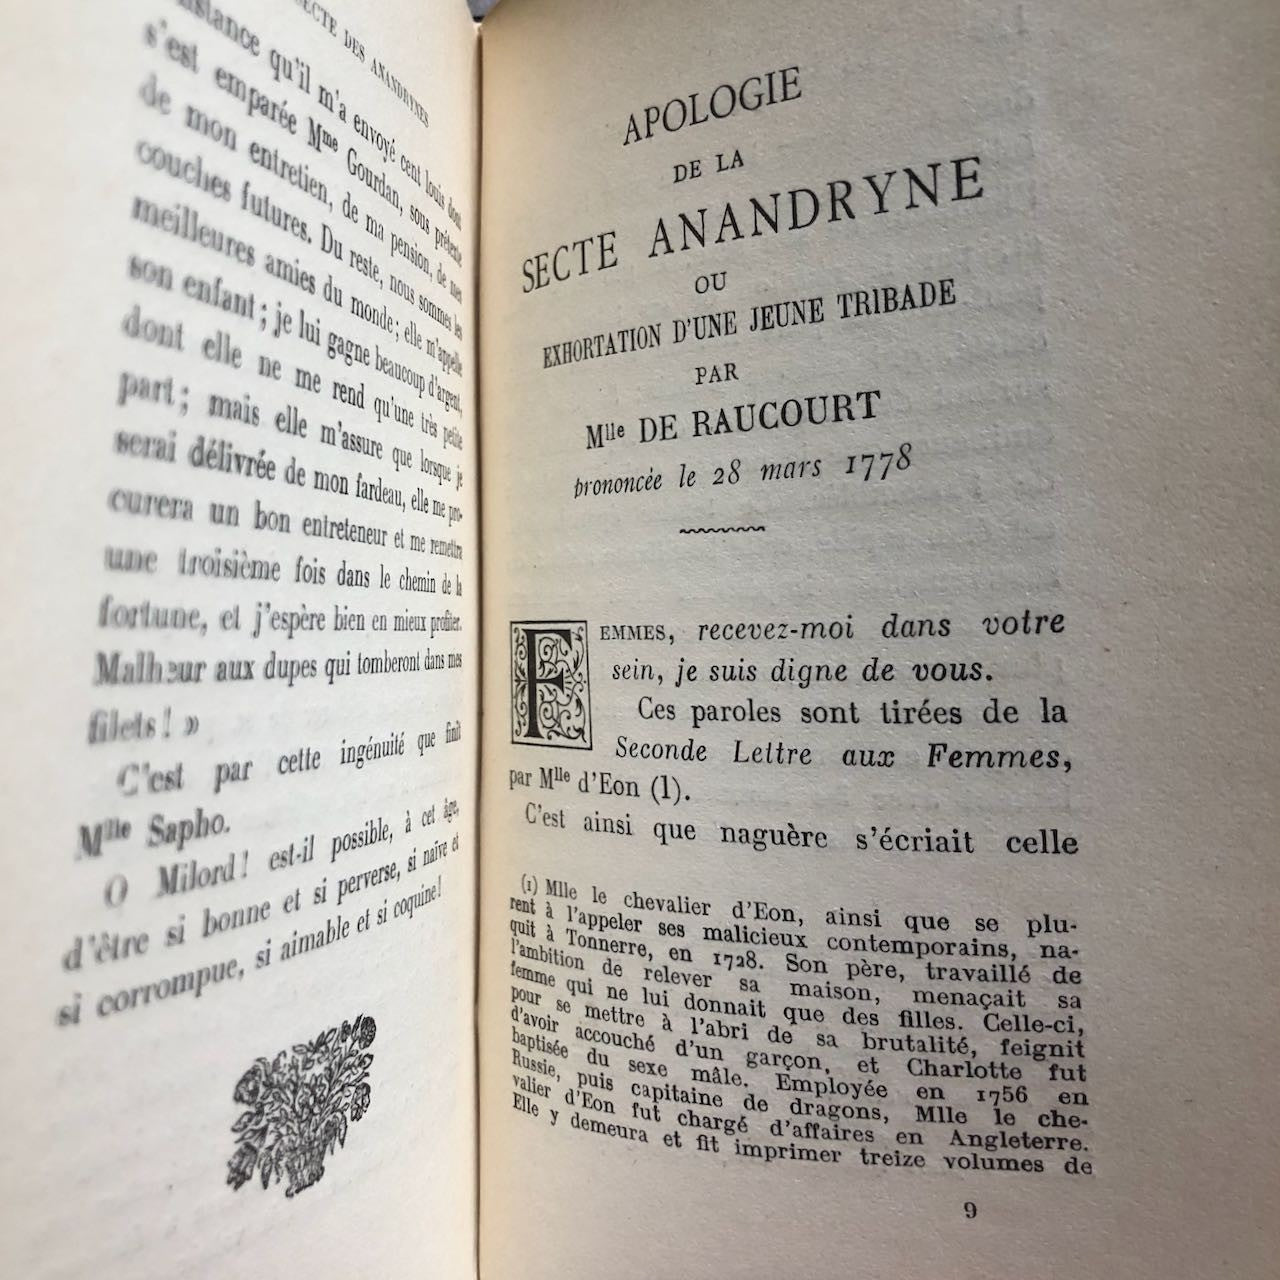 SECTE DES ANANDRYNES
qu'il m'a envoyé cent louis dont
s'est emparée Mme Gourdan, sous prétexte
de mon entretien, de ma pension, de mes
couches futures. Du reste, nous sommes les
meilleures amies du monde; elle m'appelle
son enfant; je lui gagne beaucoup d'argent,
dont elle ne me rend qu'une très petite
part; mais elle m'assure que lorsque je
serai délivrée de mon fardeau, elle me pro-
curera un bon entreteneur et me remettra
une troisième fois dans le chemin de la
fortune, et j'espère bien en mieux profiter.
Malheur aux dupes qui tomberont dans mes
filets! »
C'est par cette ingénuité que finit
Mlle Sapho.
O Milord! est-il possible, à cet âge,
d'être si bonne et si perverse, si naïve et
si corrompue, si aimable et si coquine!
APOLOGIE
DE LA
SECTE ANANDRYNE
OU
EXHORTATION D'UNE JEUNE TRIBADE
PAR
Mlle DE RAUCOURT
prononcée le 28 mars 1778
FEMMES, recevez-moi dans votre
sein, je suis digne de vous.
Ces paroles sont tirées de la
Seconde Lettre aux Femmes,
par Mlle d'Eon (1).
C'est ainsi que naguère s'écriait celle
(1) Mlle le chevalier d'Eon, ainsi que se plu-
rent à l'appeler ses malicieux contemporains, na-
quit à Tonnerre, en 1728. Son père, travaillé de
l'ambition de relever sa maison, menaçait sa
femme qui ne lui donnait que des filles. Celle-ci,
pour se mettre à l'abri de sa brutalité, feignit
d'avoir accouché d'un garçon, et Charlotte fut
baptisée du sexe mâle. Employée en 1756 en
Russie, puis capitaine de dragons, Mlle le che-
valier d'Eon fut chargé d'affaires en Angleterre.
Elle y demeura et fit imprimer treize volumes de
9